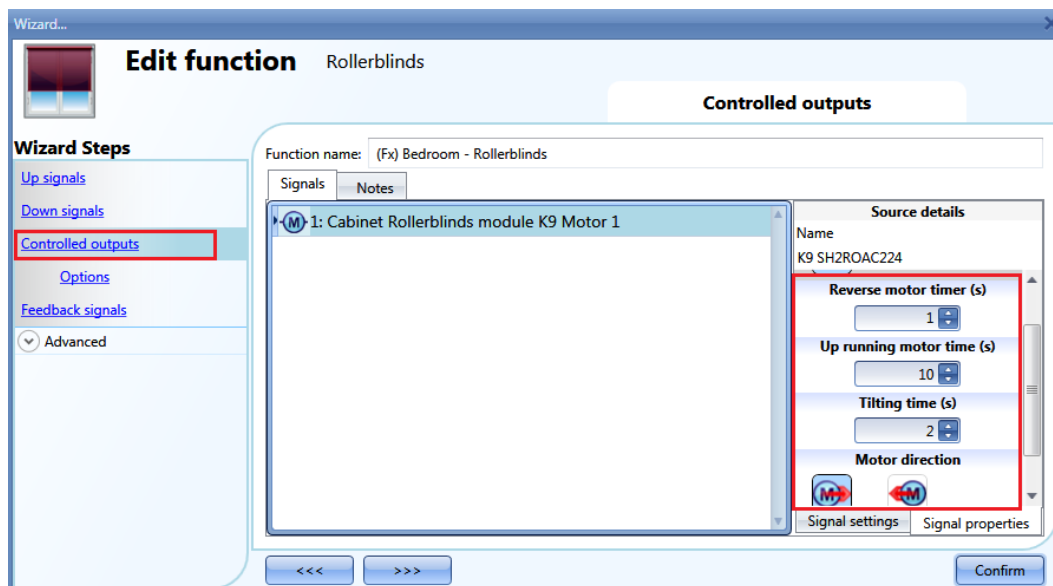 Wizard...
Edit function Rollerblinds
Controlled outputs
Wizard Steps
Up signals
Down signals
Controlled outputs
Options
Feedback signals
Advanced
Function name: (Fx) Bedroom - Rollerblinds
Signals Notes
M 1: Cabinet Rollerblinds module K9 Motor 1
Source details
Name
K9 SH2ROAC224
Reverse motor timer (s)
1
Up running motor time (s)
10
Tilting time (s)
2
Motor direction
M M
Signal settings Signal properties
<<< >>> Confirm